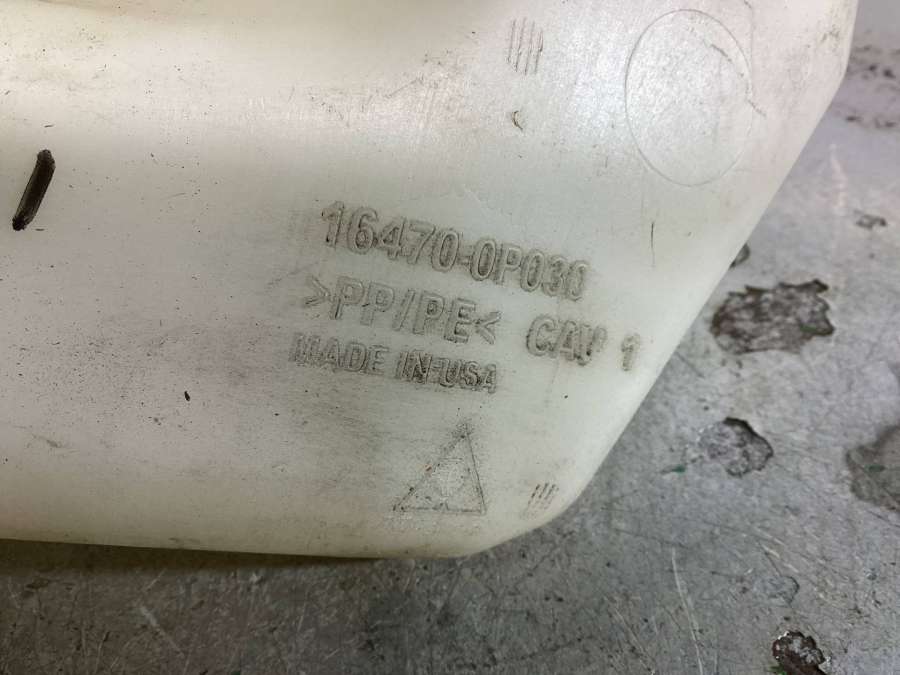 16470-0P030
>PP/PE< CAV 1
MADE IN USA